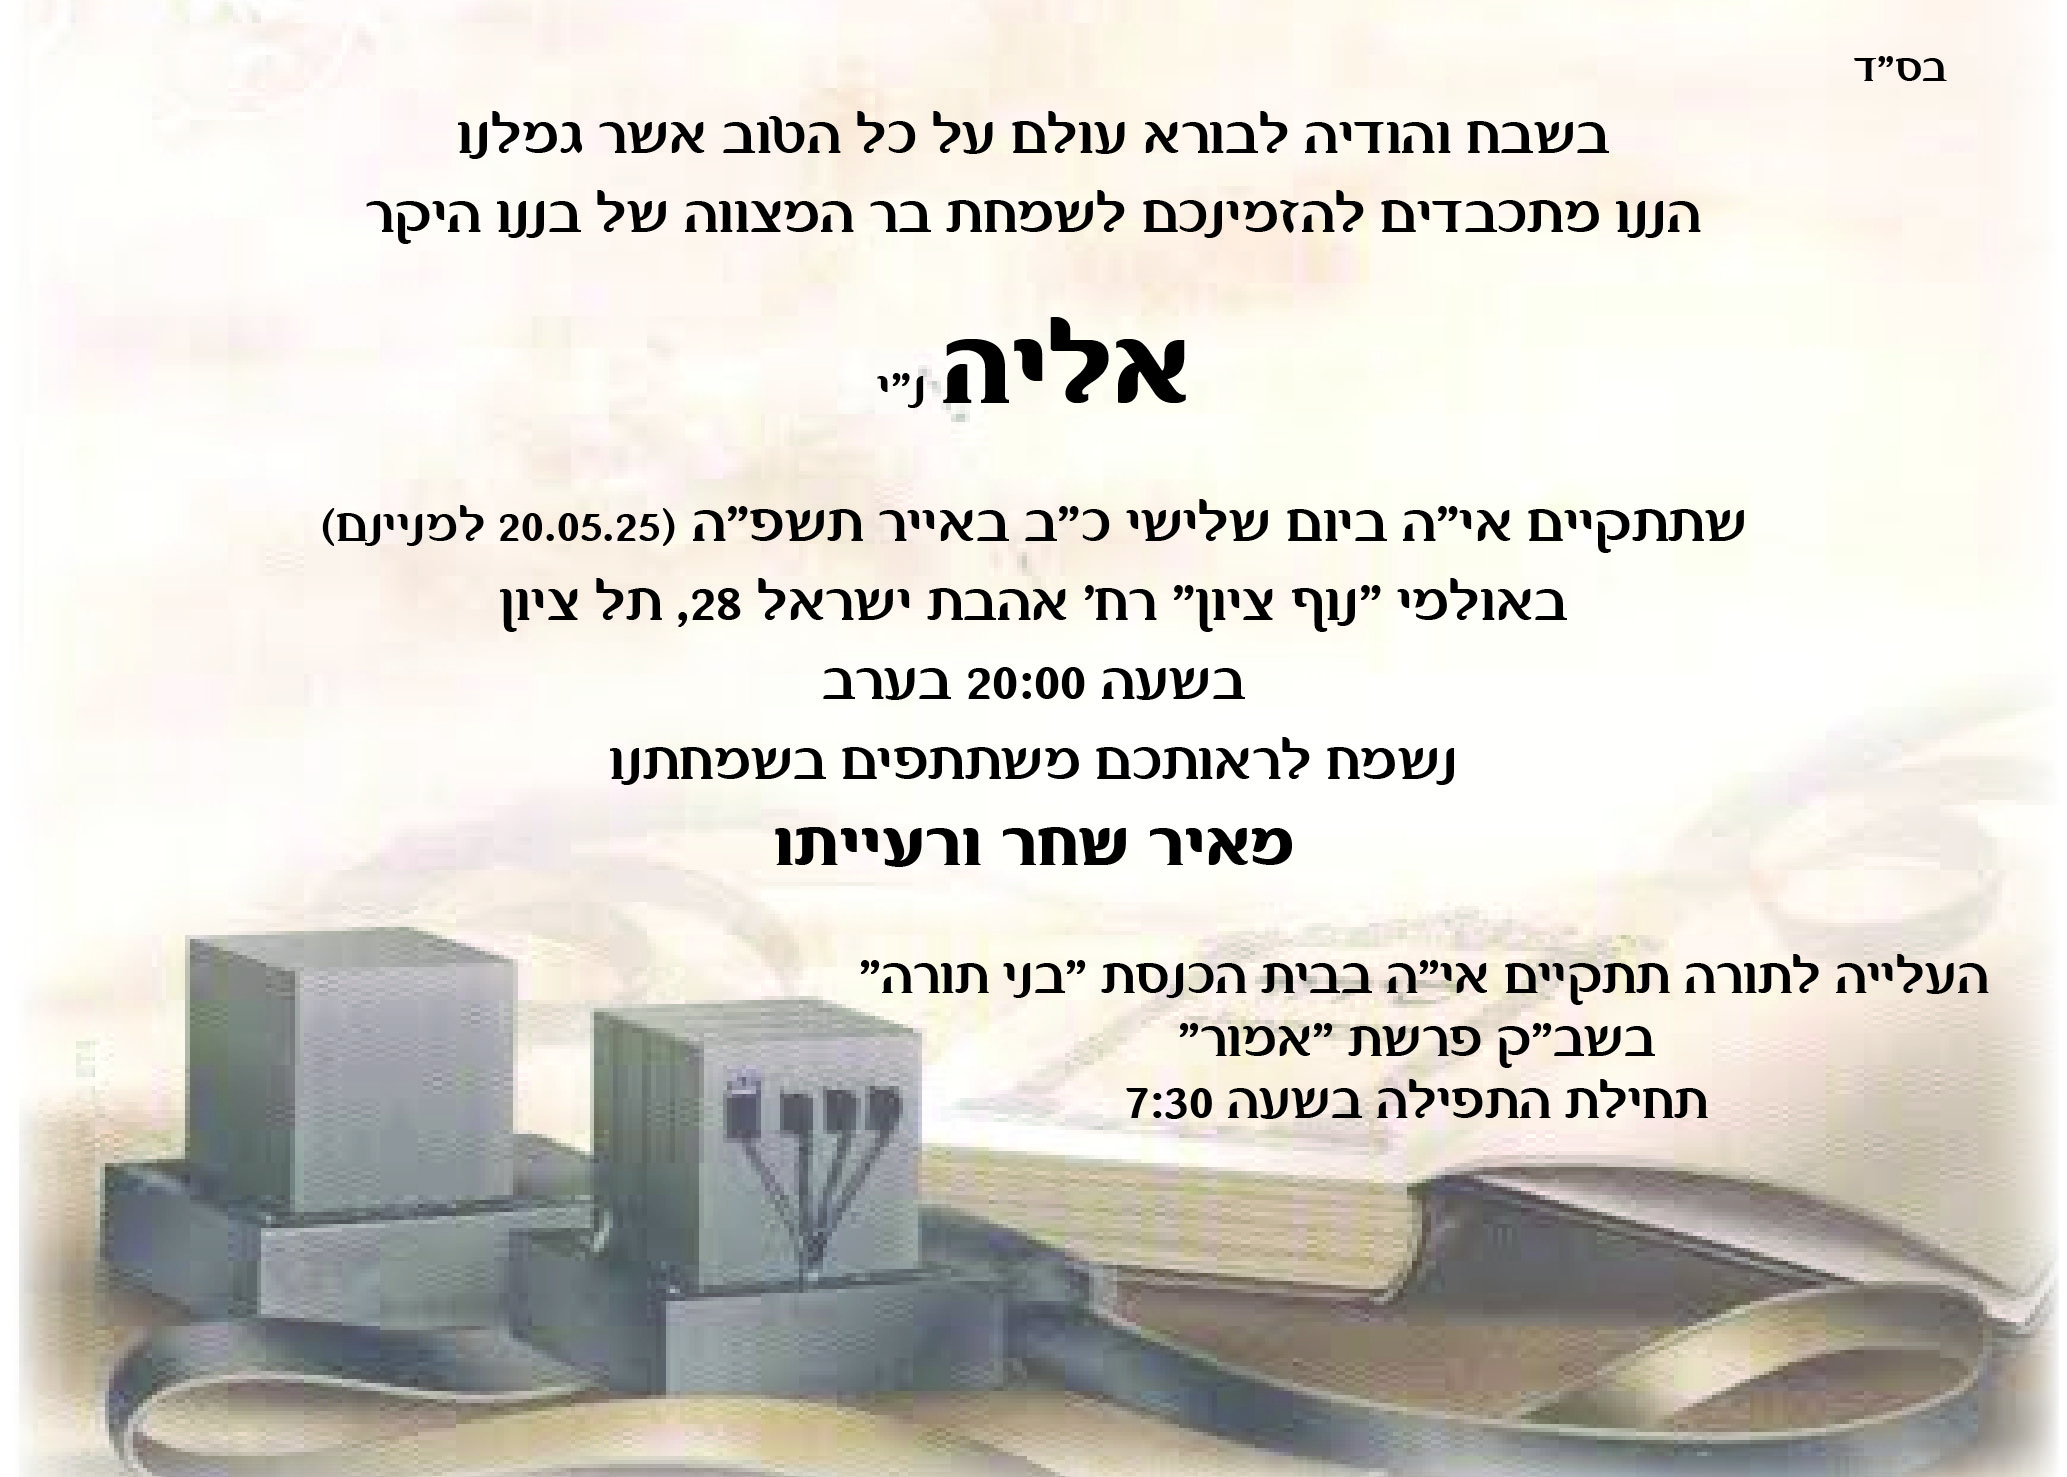 בס"ד
בשבח והודיה לבורא עולם על כל הטוב אשר גמלנו
הננו מתכבדים להזמינכם לשמחת בר המצווה של בננו היקר
אליה נ"י
שתתקיים אי"ה ביום שלישי כ"ב באייר תשפ"ה (20.05.25 למניינם)
באולמי "נוף ציון" רח' אהבת ישראל 28, תל ציון
בשעה 20:00 בערב
נשמח לראותכם משתתפים בשמחתנו
מאיר שחר ורעייתו
העלייה לתורה תתקיים אי"ה בבית הכנסת "בני תורה"
בשב"ק פרשת "אמור"
תחילת התפילה בשעה 7:30
ש